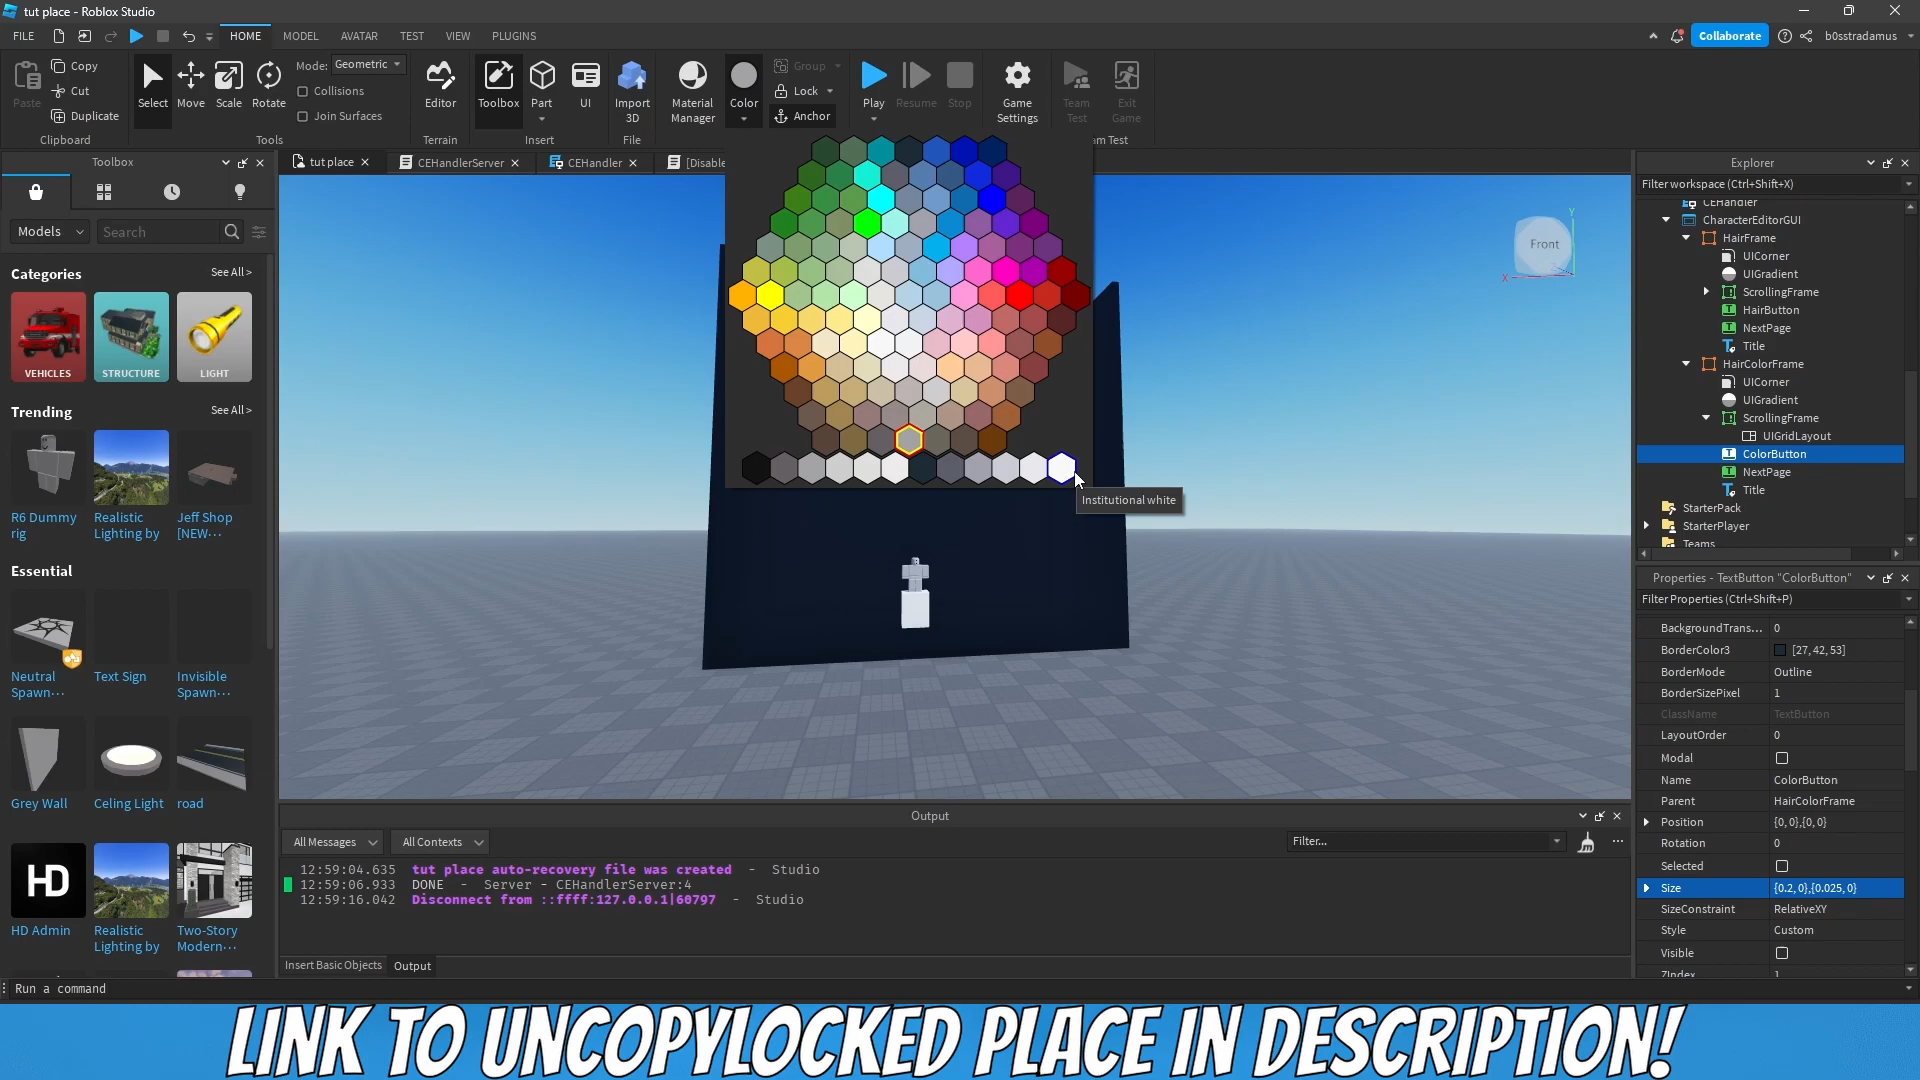 tut place - Roblox Studio
FILE
HOME
MODEL
AVATAR
TEST
VIEW
PLUGINS
Collaborate
b0sstradamus
Paste
Copy
Cut
Duplicate
Clipboard
Select
Move
Scale
Rotate
Mode: Geometric
Collisions
Join Surfaces
Tools
Editor
Terrain
Toolbox
Part
UI
Insert
Import
3D
File
Material
Manager
Color
Group
Lock
Anchor
Play
Resume
Stop
Game
Settings
Team
Test
Exit
Game
am Test
Toolbox
Models
Search
Categories
See All >
VEHICLES
STRUCTURE
LIGHT
Trending
See All >
R6 Dummy
rig
Realistic
Lighting by
Jeff Shop
[NEW...
Essential
Neutral
Spawn...
Text Sign
Invisible
Spawn...
Grey Wall
Celing Light
road
HD
HD Admin
Realistic
Lighting by
Two-Story
Modern...
tut place
CEHandlerServer
CEHandler
[Disable
Institutional white
Front
Y
X
Output
All Messages
All Contexts
Filter...
12:59:04.635 tut place auto-recovery file was created - Studio
12:59:06.933 DONE - Server - CEHandlerServer:4
12:59:16.042 Disconnect from ::ffff:127.0.0.1|60797 - Studio
Insert Basic Objects
Output
Run a command
Explorer
Filter workspace (Ctrl+Shift+X)
CEHandler
CharacterEditorGUI
HairFrame
UICorner
UIGradient
ScrollingFrame
HairButton
NextPage
Title
HairColorFrame
UICorner
UIGradient
ScrollingFrame
UIGridLayout
ColorButton
NextPage
Title
StarterPack
StarterPlayer
Teams
Properties - TextButton "ColorButton"
Filter Properties (Ctrl+Shift+P)
BackgroundTrans... 0
BorderColor3 [27, 42, 53]
BorderMode Outline
BorderSizePixel 1
ClassName TextButton
LayoutOrder 0
Modal
Name ColorButton
Parent HairColorFrame
Position {0, 0},{0, 0}
Rotation 0
Selected
Size {0.2, 0},{0.025, 0}
SizeConstraint RelativeXY
Style Custom
Visible
ZIndex 1
LINK TO UNCOPYLOCKED PLACE IN DESCRIPTION!